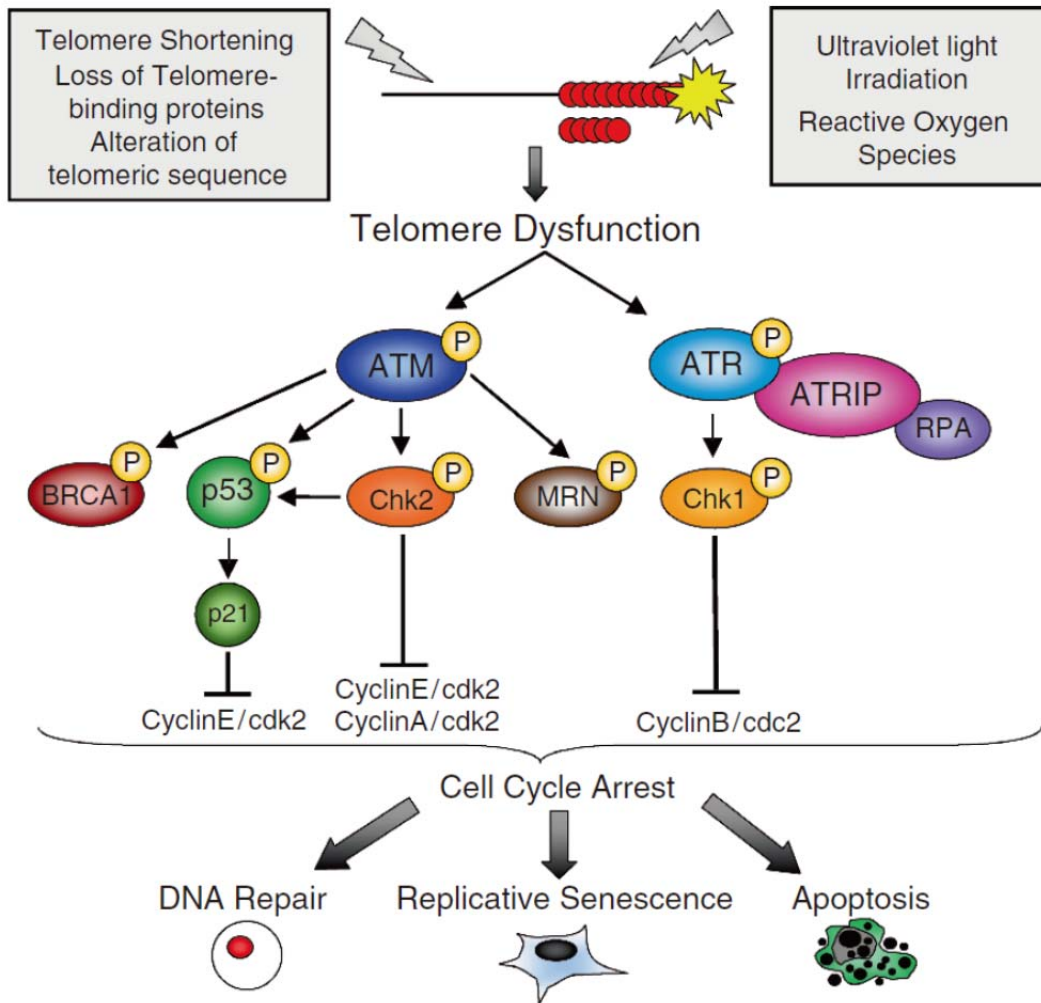 Telomere Shortening
Loss of Telomere-
binding proteins
Alteration of
telomeric sequence
Ultraviolet light
Irradiation
Reactive Oxygen
Species
Telomere Dysfunction
P
ATM
P
ATR
ATRIP
RPA
P
BRCA1
P
p53
P
Chk2
P
MRN
P
Chk1
p21
CyclinE/cdk2
CyclinE/cdk2
CyclinA/cdk2
CyclinB/cdc2
Cell Cycle Arrest
DNA Repair
Replicative Senescence
Apoptosis